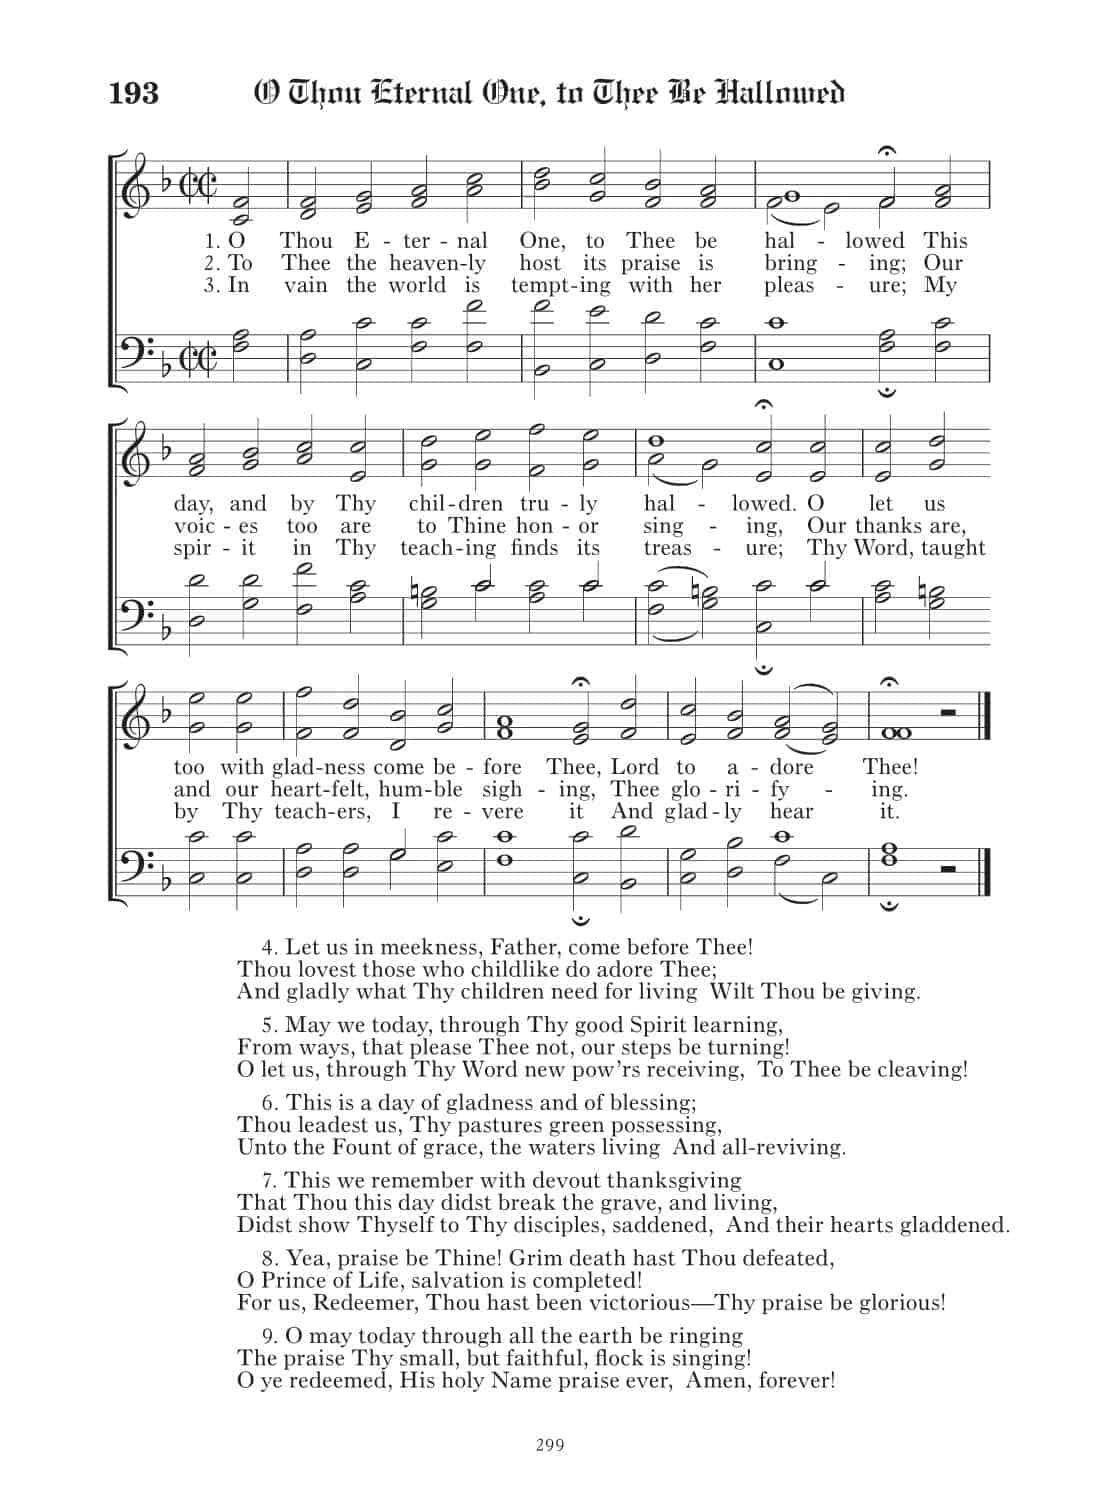 193 O Thou Eternal One, to Thee Be Hallowed
1. O Thou E - ter - nal One, to Thee be hal - lowed This
2. To Thee the heaven-ly host its praise is bring - ing; Our
3. In vain the world is tempt-ing with her pleas - ure; My
day, and by Thy chil-dren tru - ly hal - lowed. O let us
voic - es too are to Thine hon - or sing - ing, Our thanks are,
spir - it in Thy teach-ing finds its treas - ure; Thy Word, taught
too with glad-ness come be - fore Thee, Lord to a - dore Thee!
and our heart-felt, hum-ble sigh - ing, Thee glo - ri - fy - ing.
by Thy teach-ers, I re - vere it And glad-ly hear it.
4. Let us in meekness, Father, come before Thee!
Thou lovest those who childlike do adore Thee;
And gladly what Thy children need for living Wilt Thou be giving.
5. May we today, through Thy good Spirit learning,
From ways, that please Thee not, our steps be turning!
O let us, through Thy Word new pow'rs receiving, To Thee be cleaving!
6. This is a day of gladness and of blessing;
Thou leadest us, Thy pastures green possessing,
Unto the Fount of grace, the waters living And all-reviving.
7. This we remember with devout thanksgiving
That Thou this day didst break the grave, and living,
Didst show Thyself to Thy disciples, saddened, And their hearts gladdened.
8. Yea, praise be Thine! Grim death hast Thou defeated,
O Prince of Life, salvation is completed!
For us, Redeemer, Thou hast been victorious—Thy praise be glorious!
9. O may today through all the earth be ringing
The praise Thy small, but faithful, flock is singing!
O ye redeemed, His holy Name praise ever, Amen, forever!
299